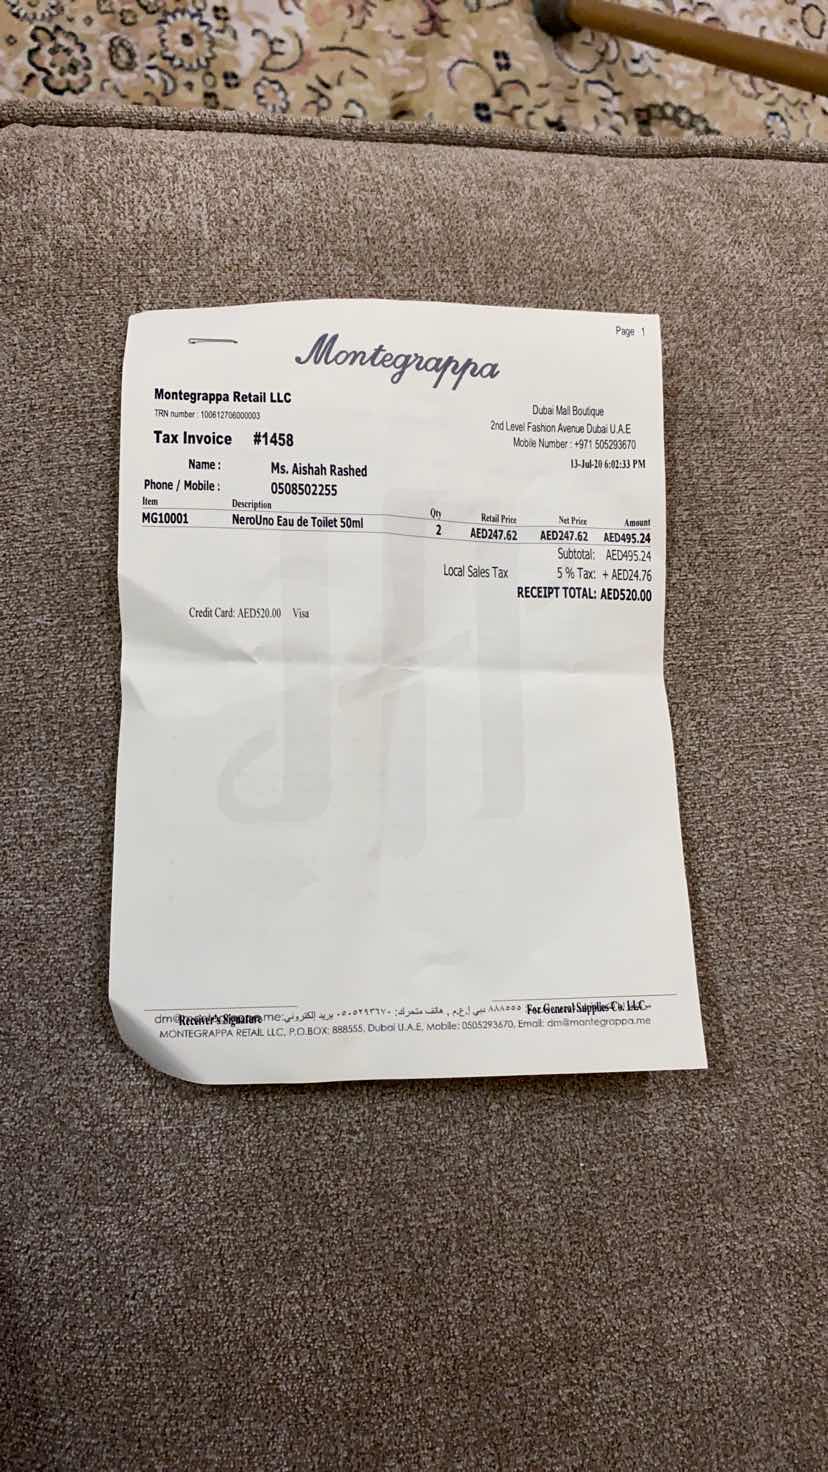 Page 1
Montegrappa
Montegrappa Retail LLC
TRN number : 100612706000003
Tax Invoice #1458
Dubai Mall Boutique
2nd Level Fashion Avenue Dubai U.A.E
Mobile Number : +971 505293670
13-Jul-20 6:02:33 PM
Name : Ms. Aishah Rashed
Phone / Mobile : 0508502255
Item Description Qty Retail Price Net Price Amount
MG10001 NeroUno Eau de Toilet 50ml 2 AED247.62 AED247.62 AED495.24
Subtotal: AED495.24
Local Sales Tax 5 % Tax: + AED24.76
RECEIPT TOTAL: AED520.00
Credit Card: AED520.00 Visa
Receiver's Signature For General Supplies Co. LLC
٨٨٨٥٥٥ دبي أ.ع.م , هاتف متحرك: ٠٥٠٥٢٩٣٦٧٠ بريد إلكتروني:
MONTEGRAPPA RETAIL LLC, P.O.BOX: 888555, Dubai U.A.E, Mobile: 0505293670, Email: dm@montegrappa.me